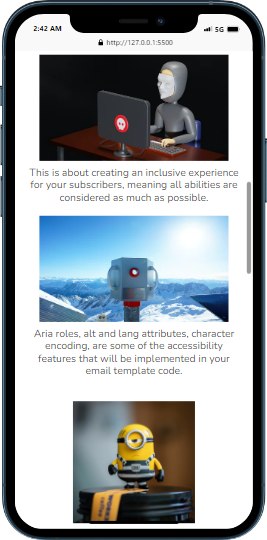 2:42 AM
5G
http://127.0.0.1:5500
This is about creating an inclusive experience
for your subscribers, meaning all abilities are
considered as much as possible.
Aria roles, alt and lang attributes, character
encoding, are some of the accessibility
features that will be implemented in your
email template code.